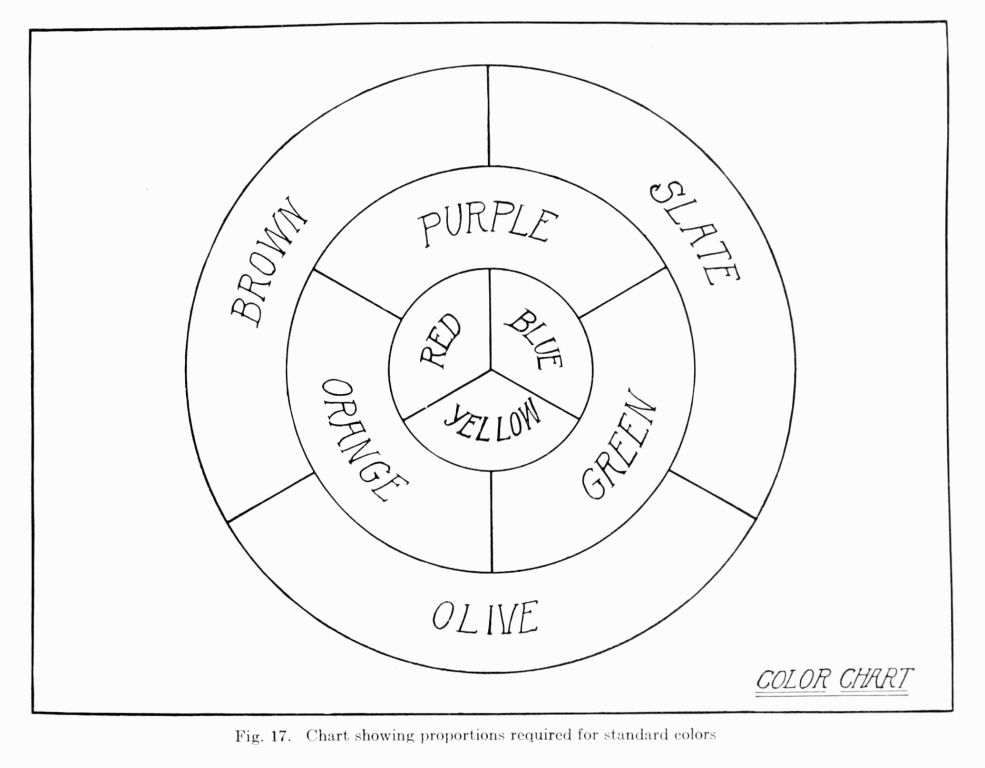 PURPLE
BROWN
SLATE
RED
BLUE
YELLOW
ORANGE
GREEN
OLIVE
COLOR CHART
Fig. 17. Chart showing proportions required for standard colors